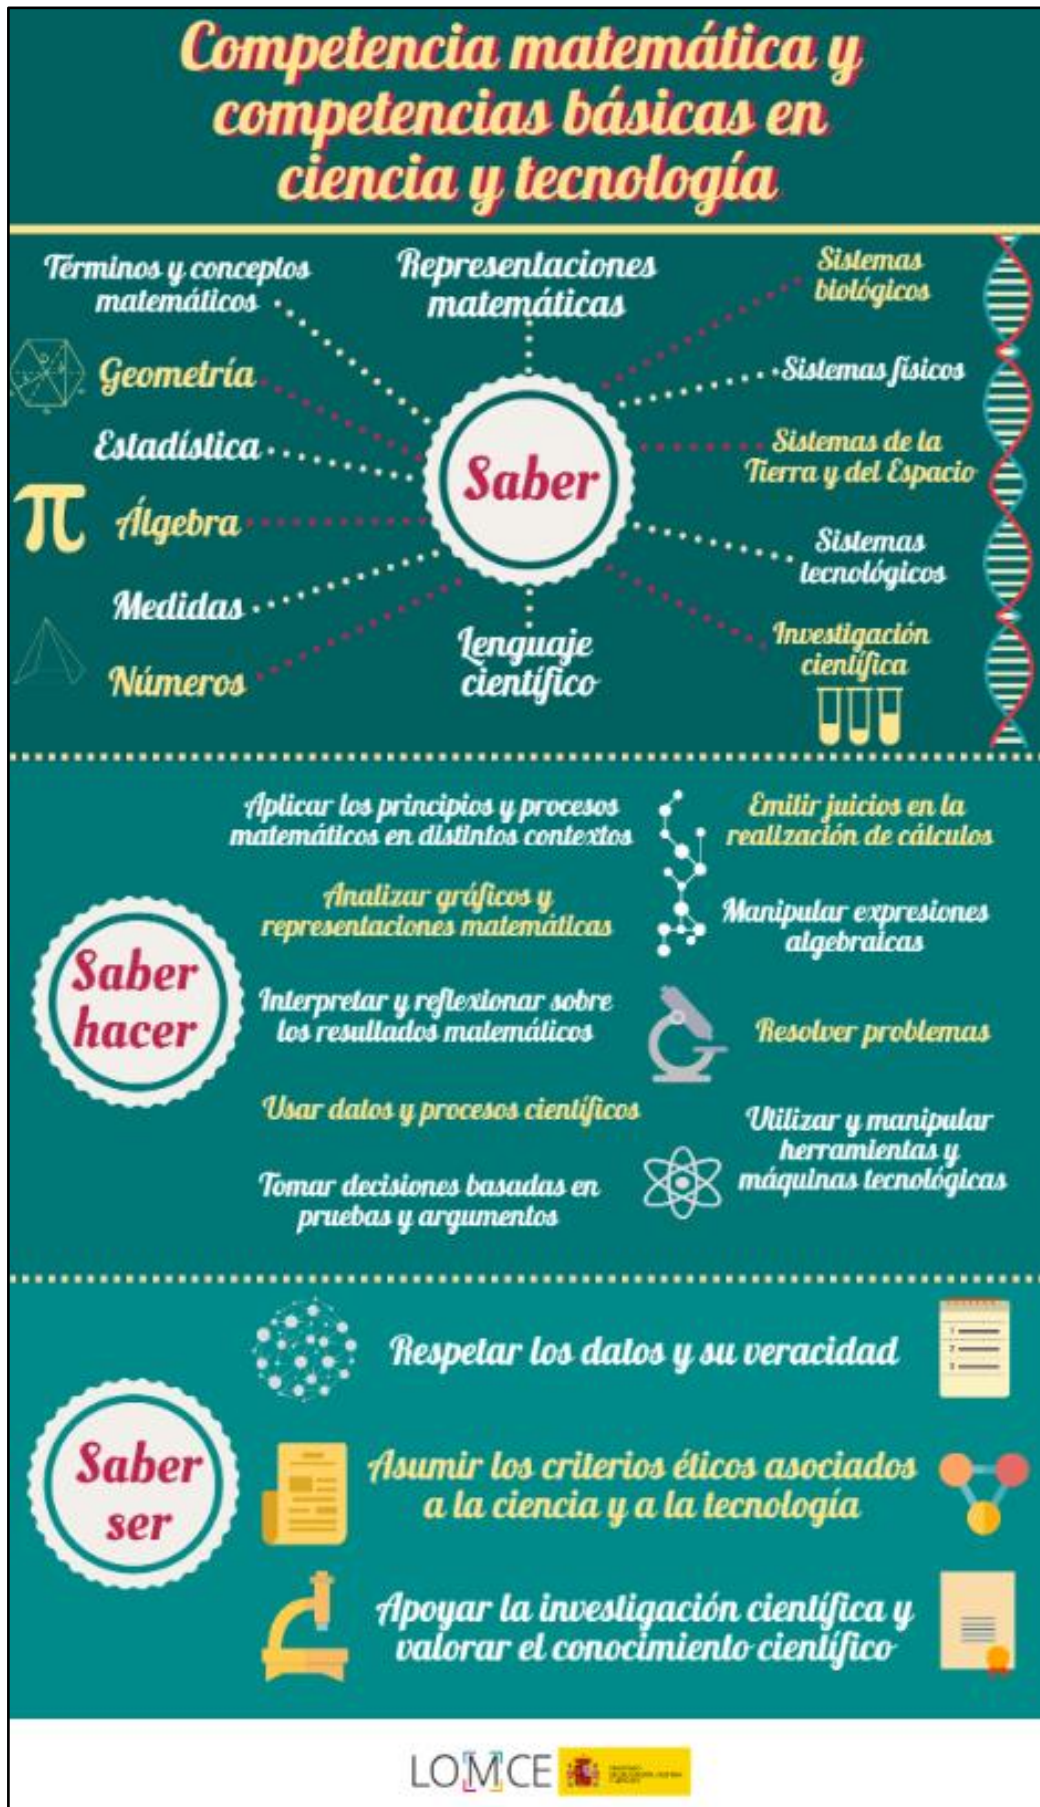 Competencia matemática y
competencias básicas en
ciencia y tecnología
Términos y conceptos
matemáticos
Geometría
Estadística
Álgebra
π
Medidas
Números
Representaciones
matemáticas
Saber
Lenguaje
científico
Sistemas
biológicos
Sistemas físicos
Sistemas de la
Tierra y del Espacio
Sistemas
tecnológicos
Investigación
científica
Saber
hacer
Aplicar los principios y procesos
matemáticos en distintos contextos
Analizar gráficos y
representaciones matemáticas
Interpretar y reflexionar sobre
los resultados matemáticos
Usar datos y procesos científicos
Tomar decisiones basadas en
pruebas y argumentos
Emitir juicios en la
realización de cálculos
Manipular expresiones
algebraicas
Resolver problemas
Utilizar y manipular
herramientas y
máquinas tecnológicas
Saber
ser
Respetar los datos y su veracidad
1
2
3
Asumir los criterios éticos asociados
a la ciencia y a la tecnología
Apoyar la investigación científica y
valorar el conocimiento científico
LOMCE